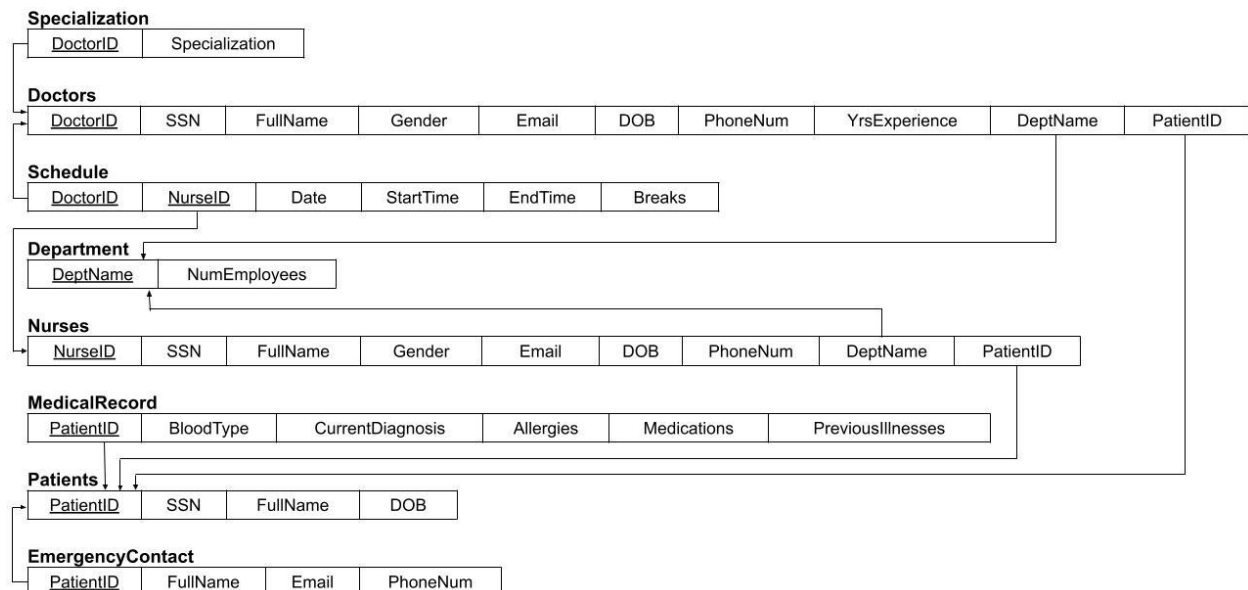 Specialization
DoctorID Specialization
Doctors
DoctorID SSN FullName Gender Email DOB PhoneNum YrsExperience DeptName PatientID
Schedule
DoctorID NurseID Date StartTime EndTime Breaks
Department
DeptName NumEmployees
Nurses
NurseID SSN FullName Gender Email DOB PhoneNum DeptName PatientID
MedicalRecord
PatientID BloodType CurrentDiagnosis Allergies Medications PreviousIllnesses
Patients
PatientID SSN FullName DOB
EmergencyContact
PatientID FullName Email PhoneNum